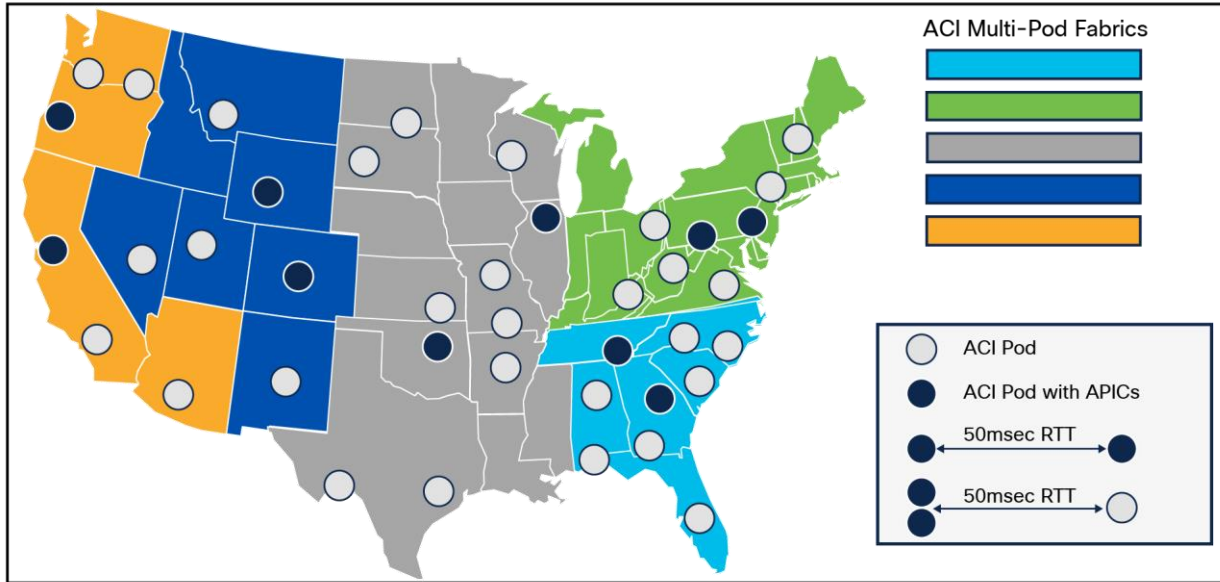 ACI Multi-Pod Fabrics
ACI Pod
ACI Pod with APICs
50msec RTT
50msec RTT